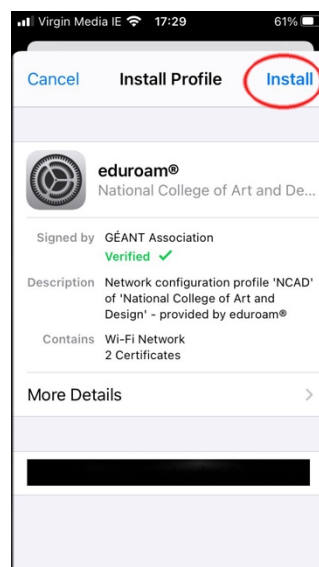 Virgin Media IE 17:29 61%
Cancel Install Profile Install
eduroam®
National College of Art and De...
Signed by GÉANT Association
Verified ✓
Description Network configuration profile 'NCAD'
of 'National College of Art and
Design' - provided by eduroam®
Contains Wi-Fi Network
2 Certificates
More Details